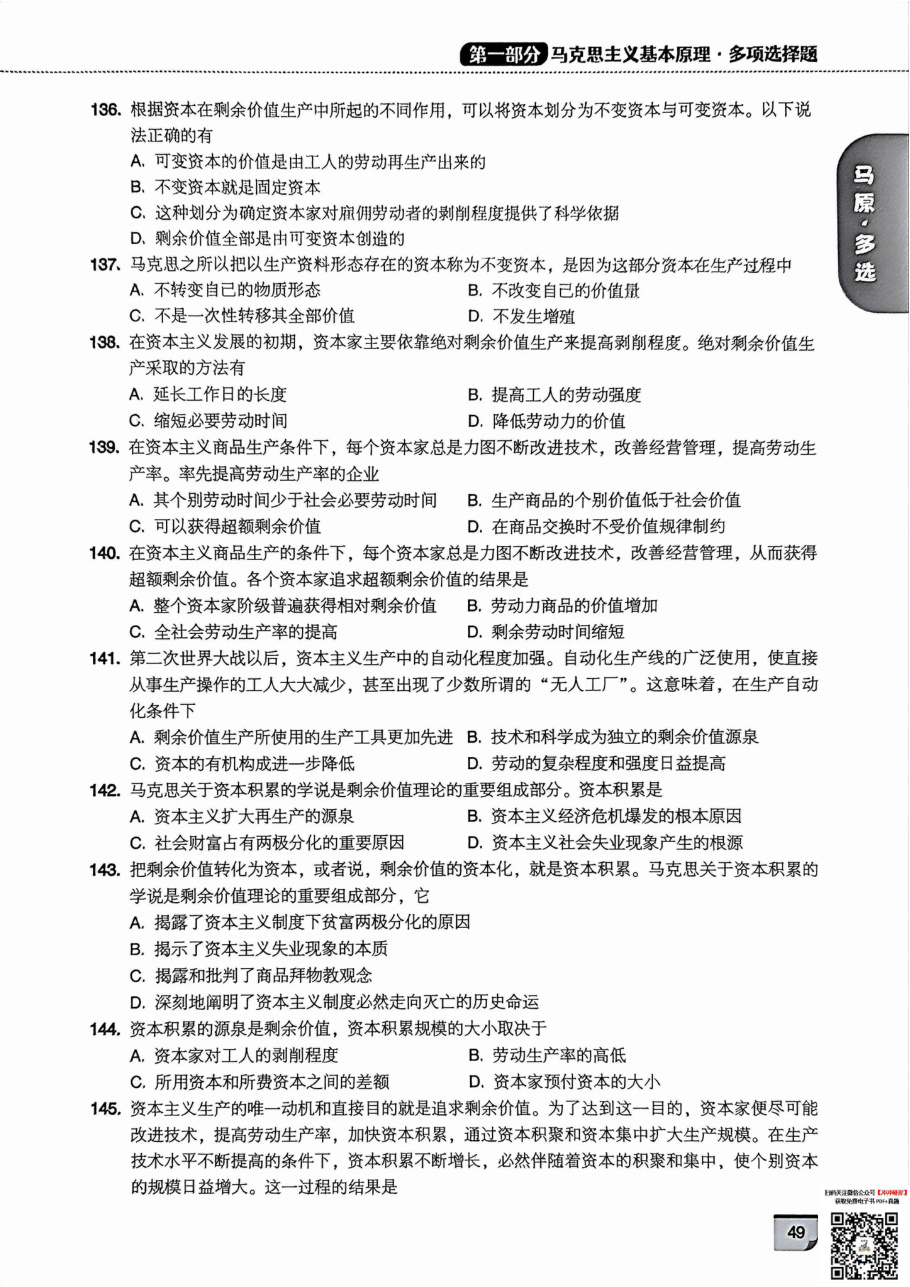 第一部分 马克思主义基本原理·多项选择题
136. 根据资本在剩余价值生产中所起的不同作用，可以将资本划分为不变资本与可变资本。以下说
法正确的有
A. 可变资本的价值是由工人的劳动再生产出来的
B. 不变资本就是固定资本
C. 这种划分为确定资本家对雇佣劳动者的剥削程度提供了科学依据
D. 剩余价值全部是由可变资本创造的
137. 马克思之所以把以生产资料形态存在的资本称为不变资本，是因为这部分资本在生产过程中
A. 不转变自己的物质形态 B. 不改变自己的价值量
C. 不是一次性转移其全部价值 D. 不发生增殖
138. 在资本主义发展的初期，资本家主要依靠绝对剩余价值生产来提高剥削程度。绝对剩余价值生
产采取的方法有
A. 延长工作日的长度 B. 提高工人的劳动强度
C. 缩短必要劳动时间 D. 降低劳动力的价值
139. 在资本主义商品生产条件下，每个资本家总是力图不断改进技术，改善经营管理，提高劳动生
产率。率先提高劳动生产率的企业
A. 其个别劳动时间少于社会必要劳动时间 B. 生产商品的个别价值低于社会价值
C. 可以获得超额剩余价值 D. 在商品交换时不受价值规律制约
140. 在资本主义商品生产的条件下，每个资本家总是力图不断改进技术，改善经营管理，从而获得
超额剩余价值。各个资本家追求超额剩余价值的结果是
A. 整个资本家阶级普遍获得相对剩余价值 B. 劳动力商品的价值增加
C. 全社会劳动生产率的提高 D. 剩余劳动时间缩短
141. 第二次世界大战以后，资本主义生产中的自动化程度加强。自动化生产线的广泛使用，使直接
从事生产操作的工人大大减少，甚至出现了少数所谓的“无人工厂”。这意味着，在生产自动
化条件下
A. 剩余价值生产所使用的生产工具更加先进 B. 技术和科学成为独立的剩余价值源泉
C. 资本的有机构成进一步降低 D. 劳动的复杂程度和强度日益提高
142. 马克思关于资本积累的学说是剩余价值理论的重要组成部分。资本积累是
A. 资本主义扩大再生产的源泉 B. 资本主义经济危机爆发的根本原因
C. 社会财富占有两极分化的重要原因 D. 资本主义社会失业现象产生的根源
143. 把剩余价值转化为资本，或者说，剩余价值的资本化，就是资本积累。马克思关于资本积累的
学说是剩余价值理论的重要组成部分，它
A. 揭露了资本主义制度下贫富两极分化的原因
B. 揭示了资本主义失业现象的本质
C. 揭露和批判了商品拜物教观念
D. 深刻地阐明了资本主义制度必然走向灭亡的历史命运
144. 资本积累的源泉是剩余价值，资本积累规模的大小取决于
A. 资本家对工人的剥削程度 B. 劳动生产率的高低
C. 所用资本和所费资本之间的差额 D. 资本家预付资本的大小
145. 资本主义生产的唯一动机和直接目的就是追求剩余价值。为了达到这一目的，资本家便尽可能
改进技术，提高劳动生产率，加快资本积累，通过资本积聚和资本集中扩大生产规模。在生产
技术水平不断提高的条件下，资本积累不断增长，必然伴随着资本的积聚和集中，使个别资本
的规模日益增大。这一过程的结果是
马原·多选
49
扫码关注微信公众号【冲冲研资】
获取免费电子书PDF+真题